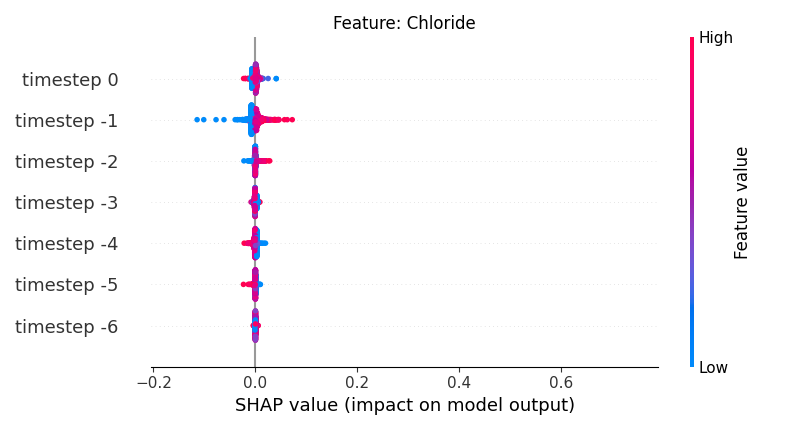 Feature: Chloride
High
timestep 0
timestep -1
timestep -2
timestep -3
timestep -4
timestep -5
timestep -6
Feature value
Low
−0.2 0.0 0.2 0.4 0.6
SHAP value (impact on model output)